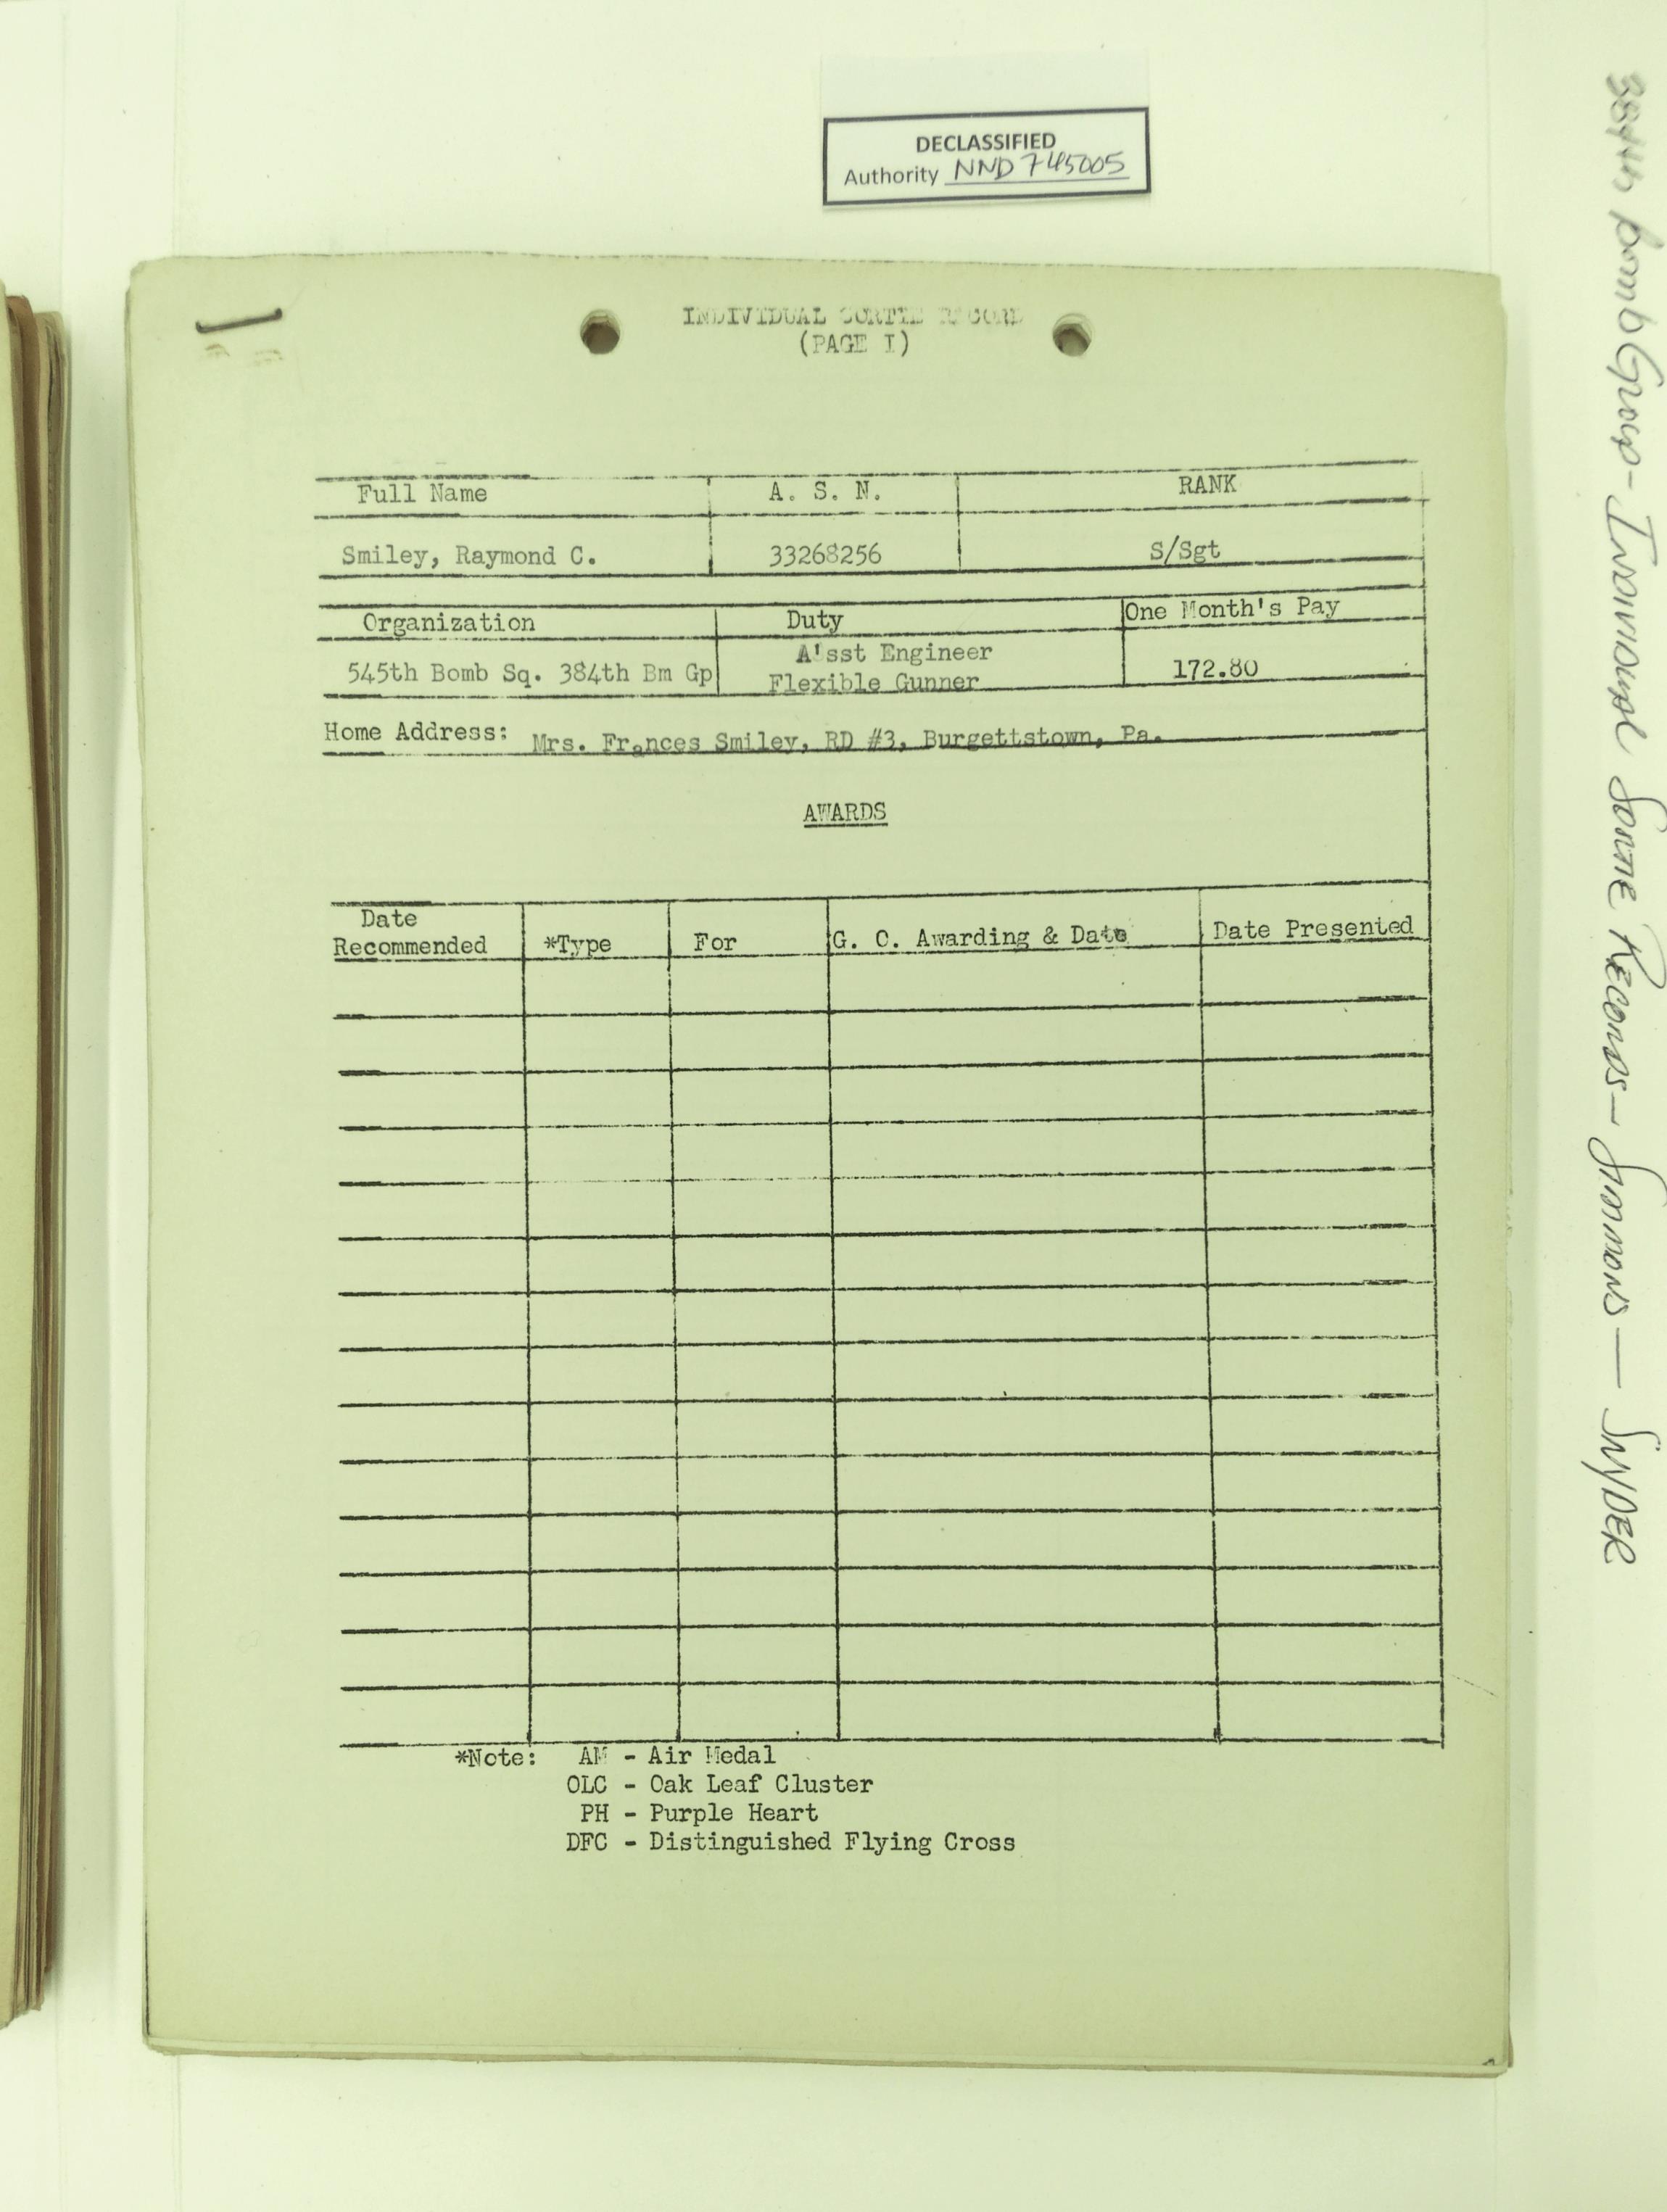 DECLASSIFIED
Authority NND 745005
INDIVIDUAL SORTIE RECORD
(PAGE I)
Full Name A. S. N. RANK
Smiley, Raymond C. 33268256 S/Sgt
Organization Duty One Month's Pay
545th Bomb Sq. 384th Bm Gp A'sst Engineer
Flexible Gunner 172.80
Home Address: Mrs. Frances Smiley, RD #3, Burgettstown, Pa.
AWARDS
Date
Recommended *Type For G. O. Awarding & Date Date Presented
*Note: AM - Air Medal
OLC - Oak Leaf Cluster
PH - Purple Heart
DFC - Distinguished Flying Cross
384th Bomb Group - Individual Sortie Records - Simmons - Snyder